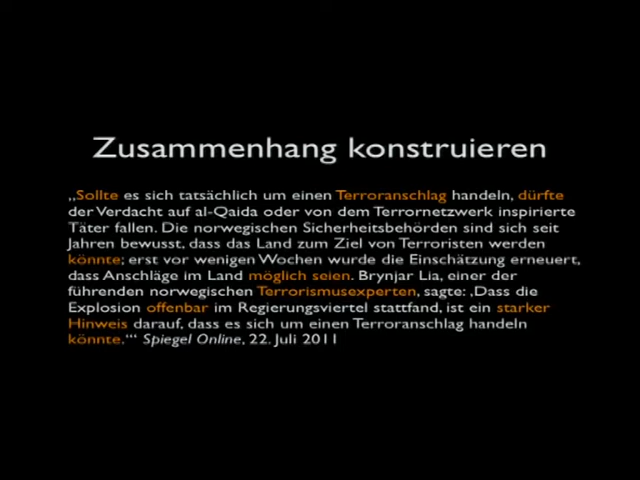 Zusammenhang konstruieren
„Sollte es sich tatsächlich um einen Terroranschlag handeln, dürfte
der Verdacht auf al-Qaida oder von dem Terrornetzwerk inspirierte
Täter fallen. Die norwegischen Sicherheitsbehörden sind sich seit
Jahren bewusst, dass das Land zum Ziel von Terroristen werden
könnte; erst vor wenigen Wochen wurde die Einschätzung erneuert,
dass Anschläge im Land möglich seien. Brynjar Lia, einer der
führenden norwegischen Terrorismusexperten, sagte: ‚Dass die
Explosion offenbar im Regierungsviertel stattfand, ist ein starker
Hinweis darauf, dass es sich um einen Terroranschlag handeln
könnte.‘“ Spiegel Online, 22. Juli 2011